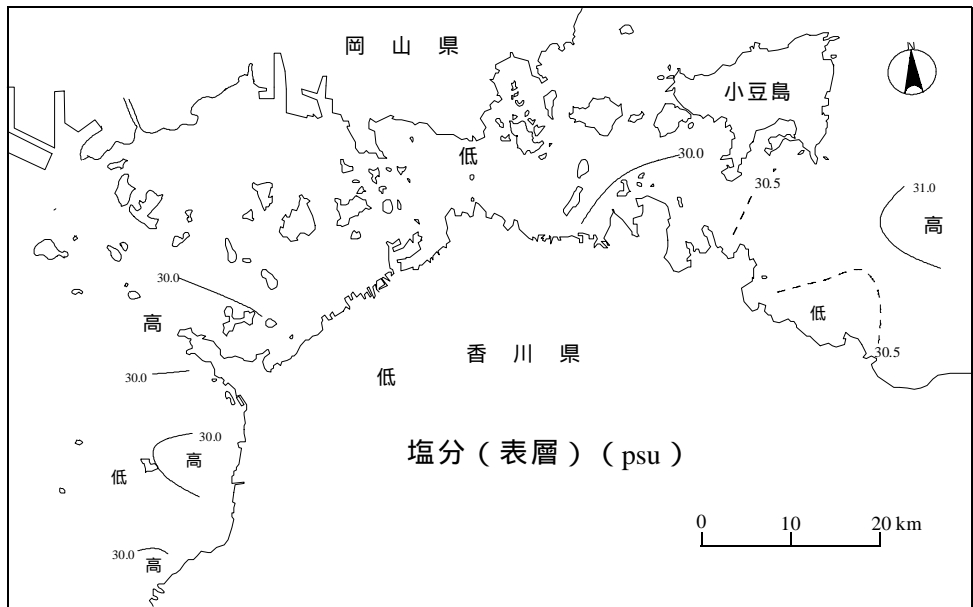 岡 山 県
N
小豆島
低
30.0
30.5
31.0
高
30.0
低
高
香 川 県
30.5
30.0
低
30.0
塩分（表層）（psu）
高
低
0 10 20 km
30.0
高